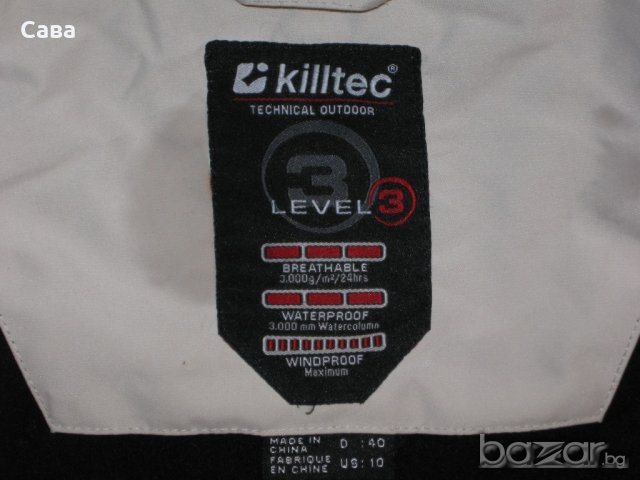 Сава
killtec®
TECHNICAL OUTDOOR
3
LEVEL 3
BREATHABLE
3.000g/m²/24hrs
WATERPROOF
3.000 mm Watercolumn
WINDPROOF
Maximum
MADE IN CHINA
FABRIQUE EN CHINE
D :40
US:10
bazar.bg